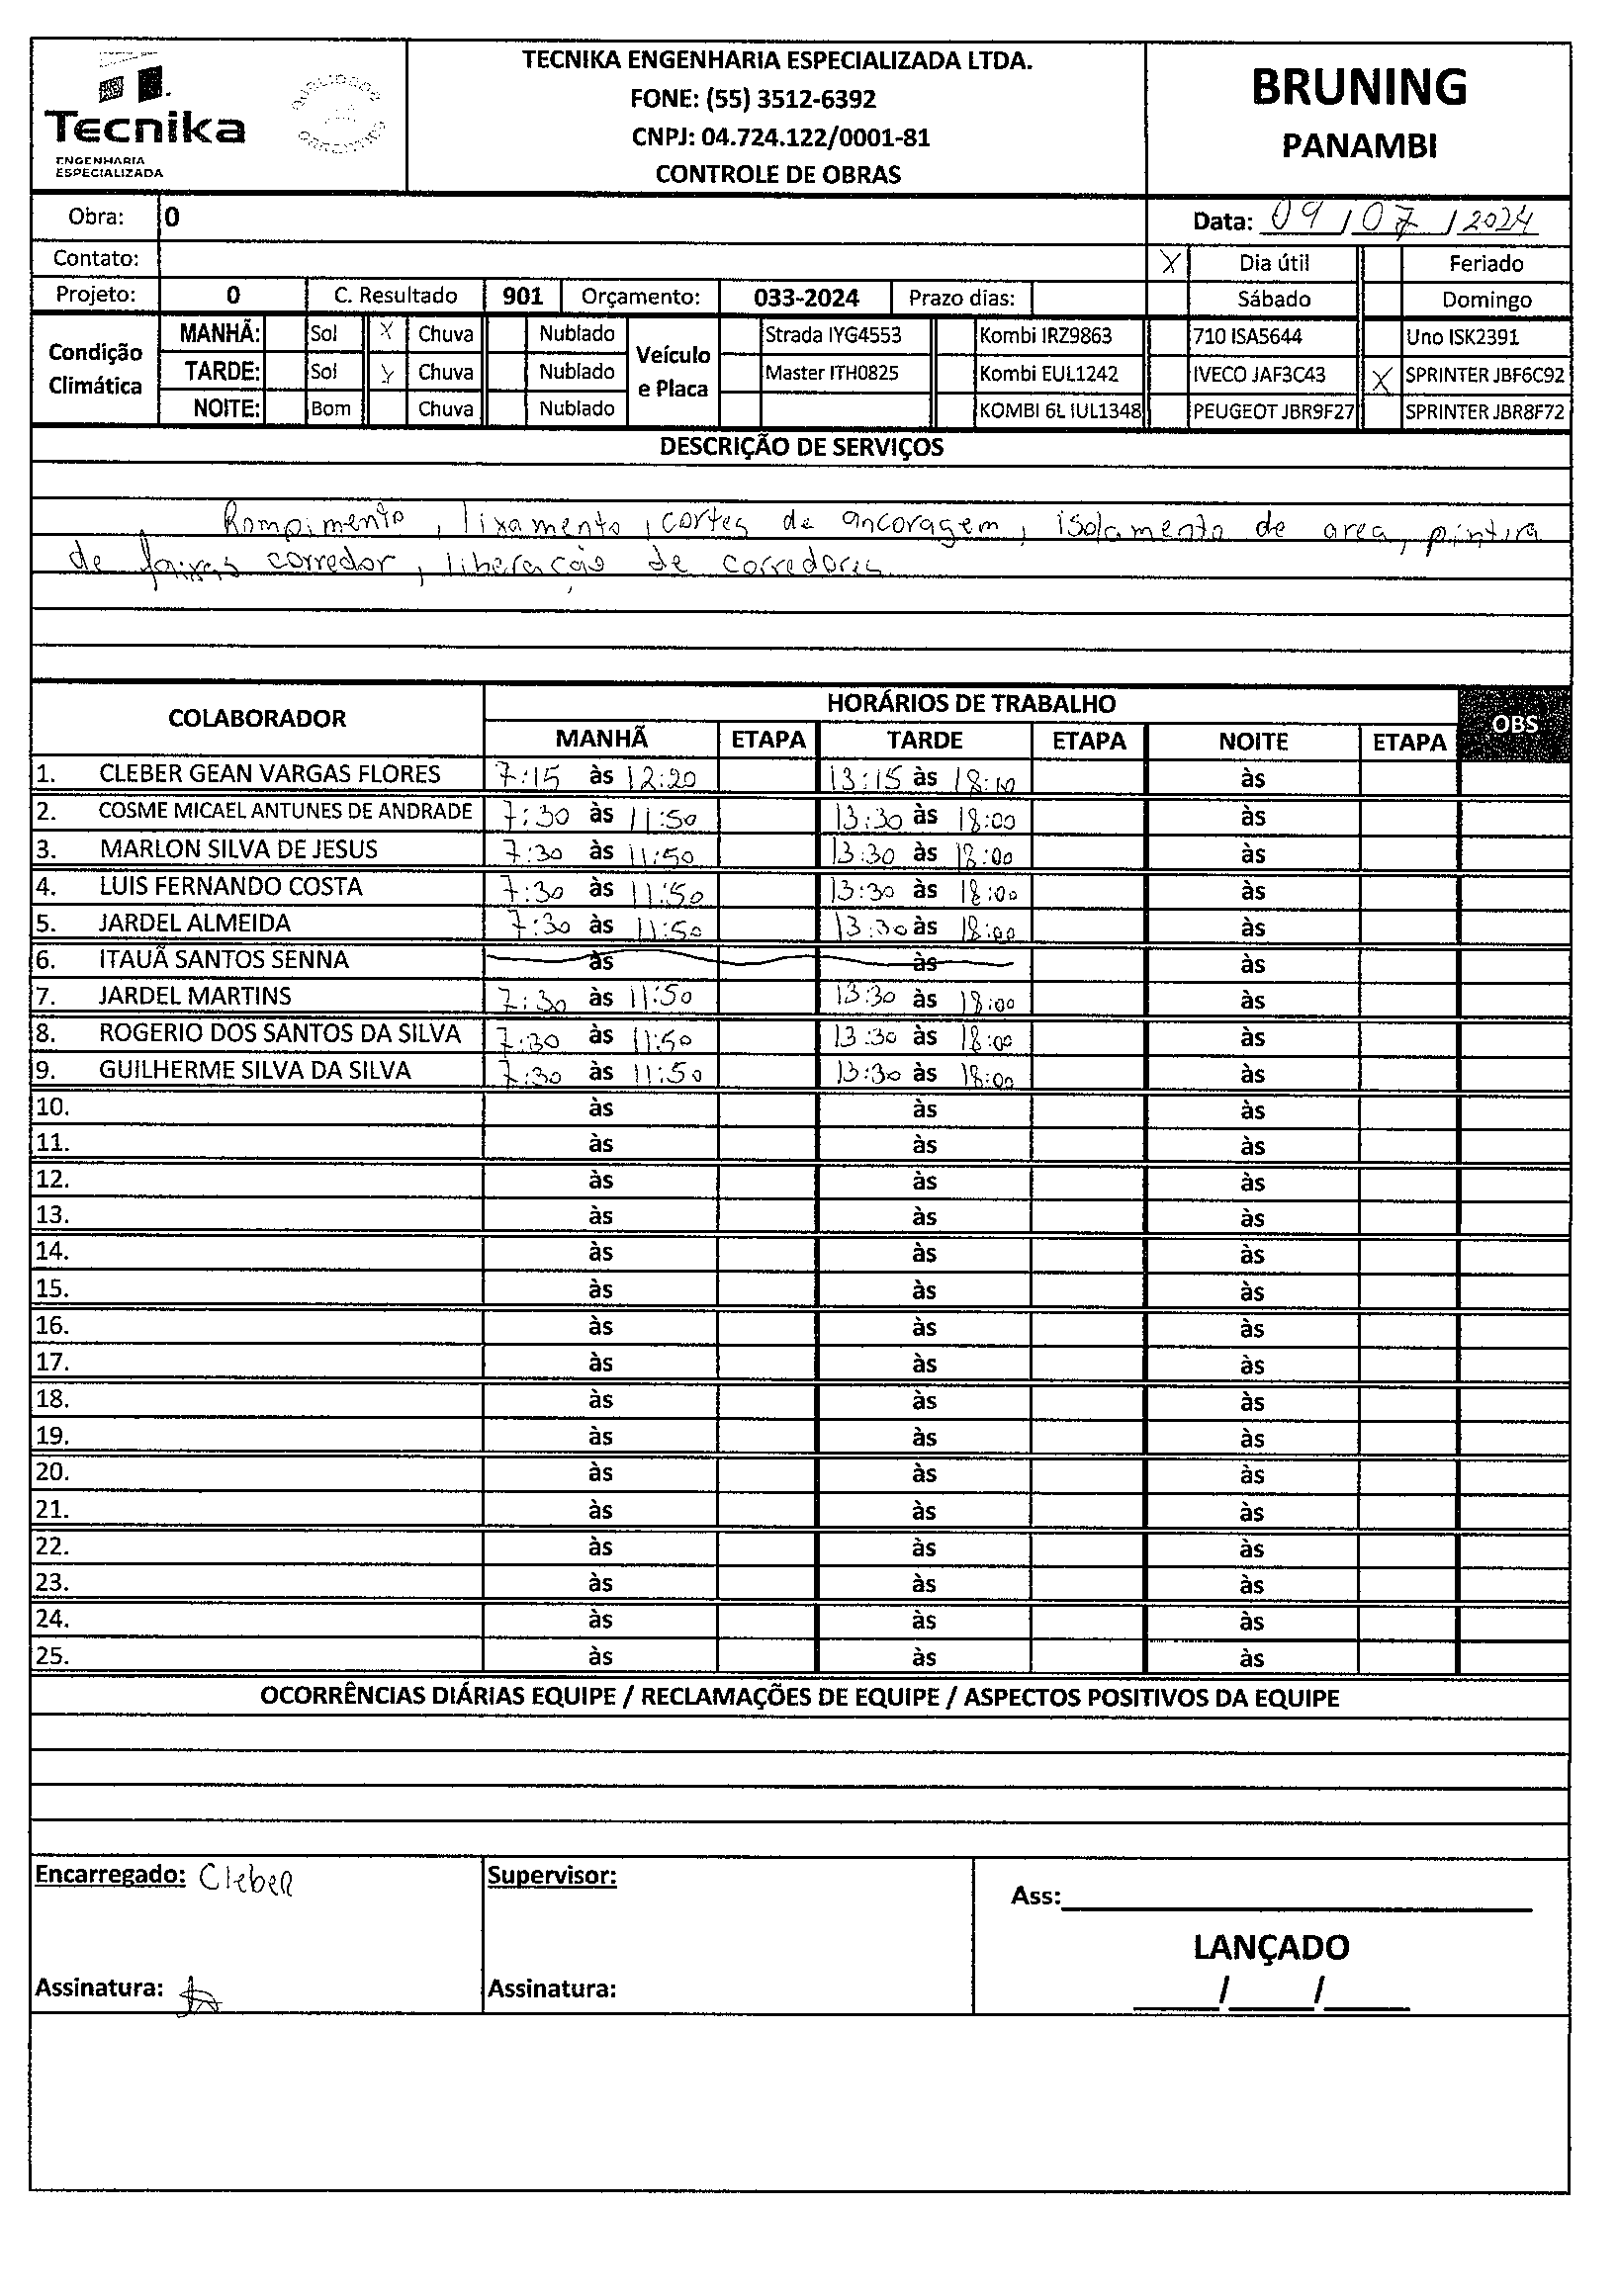 TECNIKA ENGENHARIA ESPECIALIZADA LTDA.
FONE: (55) 3512-6392
CNPJ: 04.724.122/0001-81
CONTROLE DE OBRAS
Tecnika
ENGENHARIA
ESPECIALIZADA
BRUNING
PANAMBI
Obra: 0
Data: 09 / 07 / 2024
Contato:
X Dia útil Feriado
Projeto: 0 C. Resultado 901 Orçamento: 033-2024 Prazo dias: Sábado Domingo
Condição Climática
MANHÃ: Sol X Chuva Nublado
TARDE: Sol X Chuva Nublado
NOITE: Bom Chuva Nublado
Veículo e Placa
Strada IYG4553 Kombi IRZ9863 710 ISA5644 Uno ISK2391
Master ITH0825 Kombi EUL1242 IVECO JAF3C43 X SPRINTER JBF6C92
KOMBI 6L IUL1348 PEUGEOT JBR9F27 SPRINTER JBR8F72
DESCRIÇÃO DE SERVIÇOS
Rompimento, lixamento, cortes de ancoragem, isolamento de area, pintira
de faixas corredor, liberação de corredores
COLABORADOR HORÁRIOS DE TRABALHO OBS
MANHÃ ETAPA TARDE ETAPA NOITE ETAPA
1. CLEBER GEAN VARGAS FLORES 7:15 às 12:20 13:15 às 18:10 às
2. COSME MICAEL ANTUNES DE ANDRADE 7:30 às 11:50 13:30 às 18:00 às
3. MARLON SILVA DE JESUS 7:30 às 11:50 13:30 às 18:00 às
4. LUIS FERNANDO COSTA 7:30 às 11:50 13:30 às 18:00 às
5. JARDEL ALMEIDA 7:30 às 11:50 13:30 às 18:00 às
6. ITAUÃ SANTOS SENNA às às às
7. JARDEL MARTINS 7:30 às 11:50 13:30 às 18:00 às
8. ROGERIO DOS SANTOS DA SILVA 7:30 às 11:50 13:30 às 18:00 às
9. GUILHERME SILVA DA SILVA 7:30 às 11:50 13:30 às 18:00 às
10. às às às
11. às às às
12. às às às
13. às às às
14. às às às
15. às às às
16. às às às
17. às às às
18. às às às
19. às às às
20. às às às
21. às às às
22. às às às
23. às às às
24. às às às
25. às às às
OCORRÊNCIAS DIÁRIAS EQUIPE / RECLAMAÇÕES DE EQUIPE / ASPECTOS POSITIVOS DA EQUIPE
Encarregado: Cleber Supervisor:
Ass:
LANÇADO
Assinatura: Assinatura:
/ /